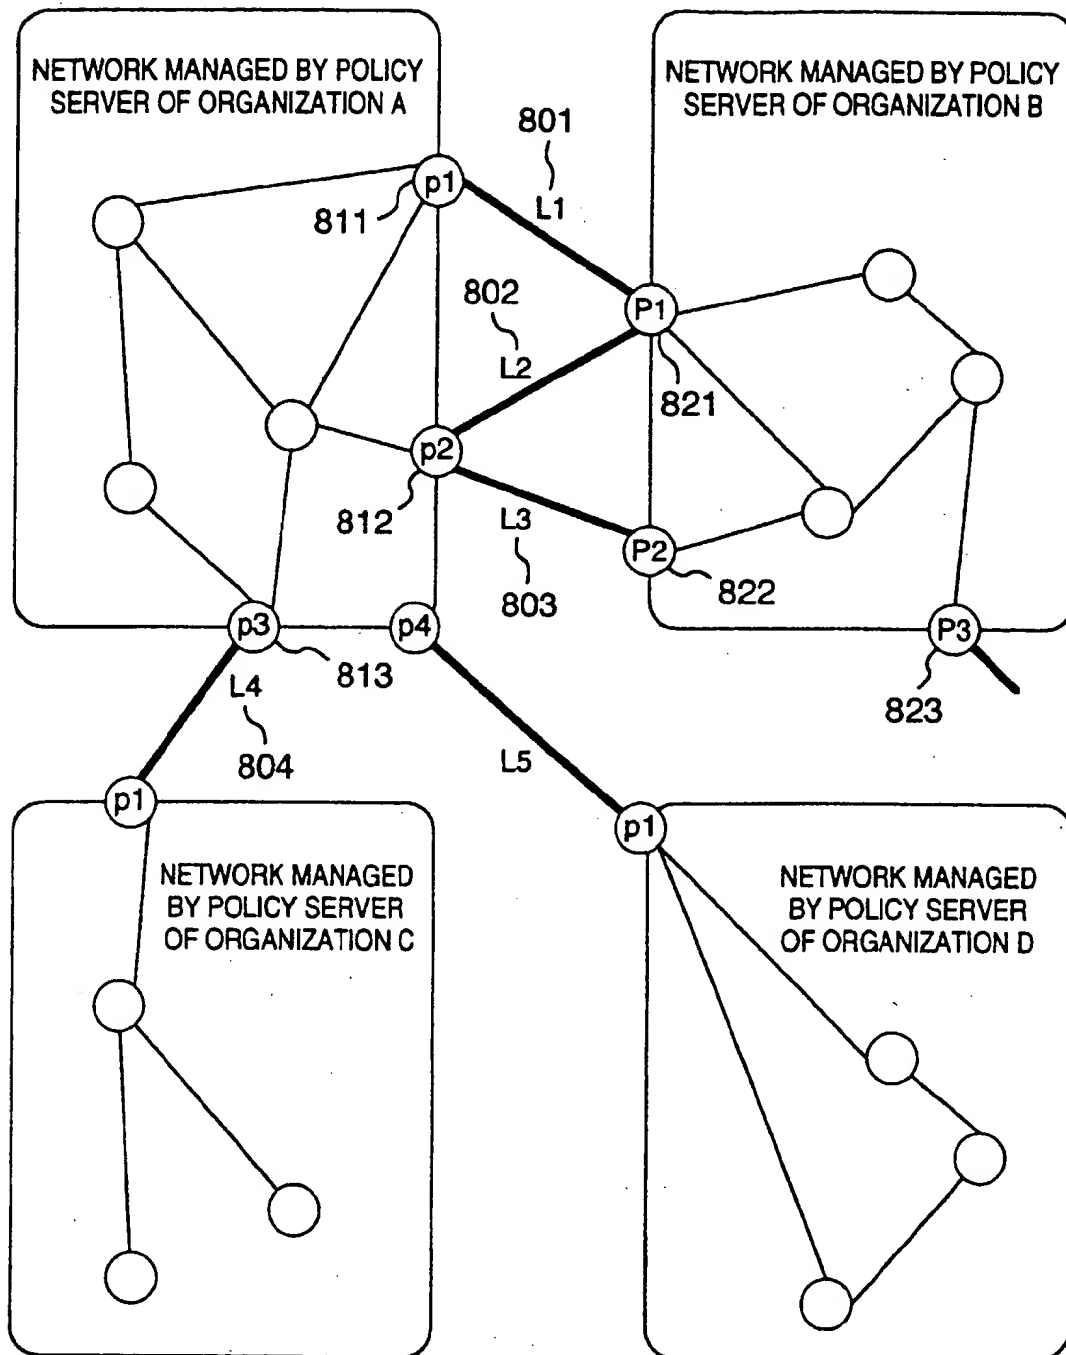 NETWORK MANAGED BY POLICY
SERVER OF ORGANIZATION A
NETWORK MANAGED BY POLICY
SERVER OF ORGANIZATION B
801
L1
p1
811
802
L2
P1
821
p2
812
L3
803
P2
822
p3
813
p4
P3
823
L4
804
L5
p1
p1
NETWORK MANAGED
BY POLICY SERVER
OF ORGANIZATION C
NETWORK MANAGED
BY POLICY SERVER
OF ORGANIZATION D